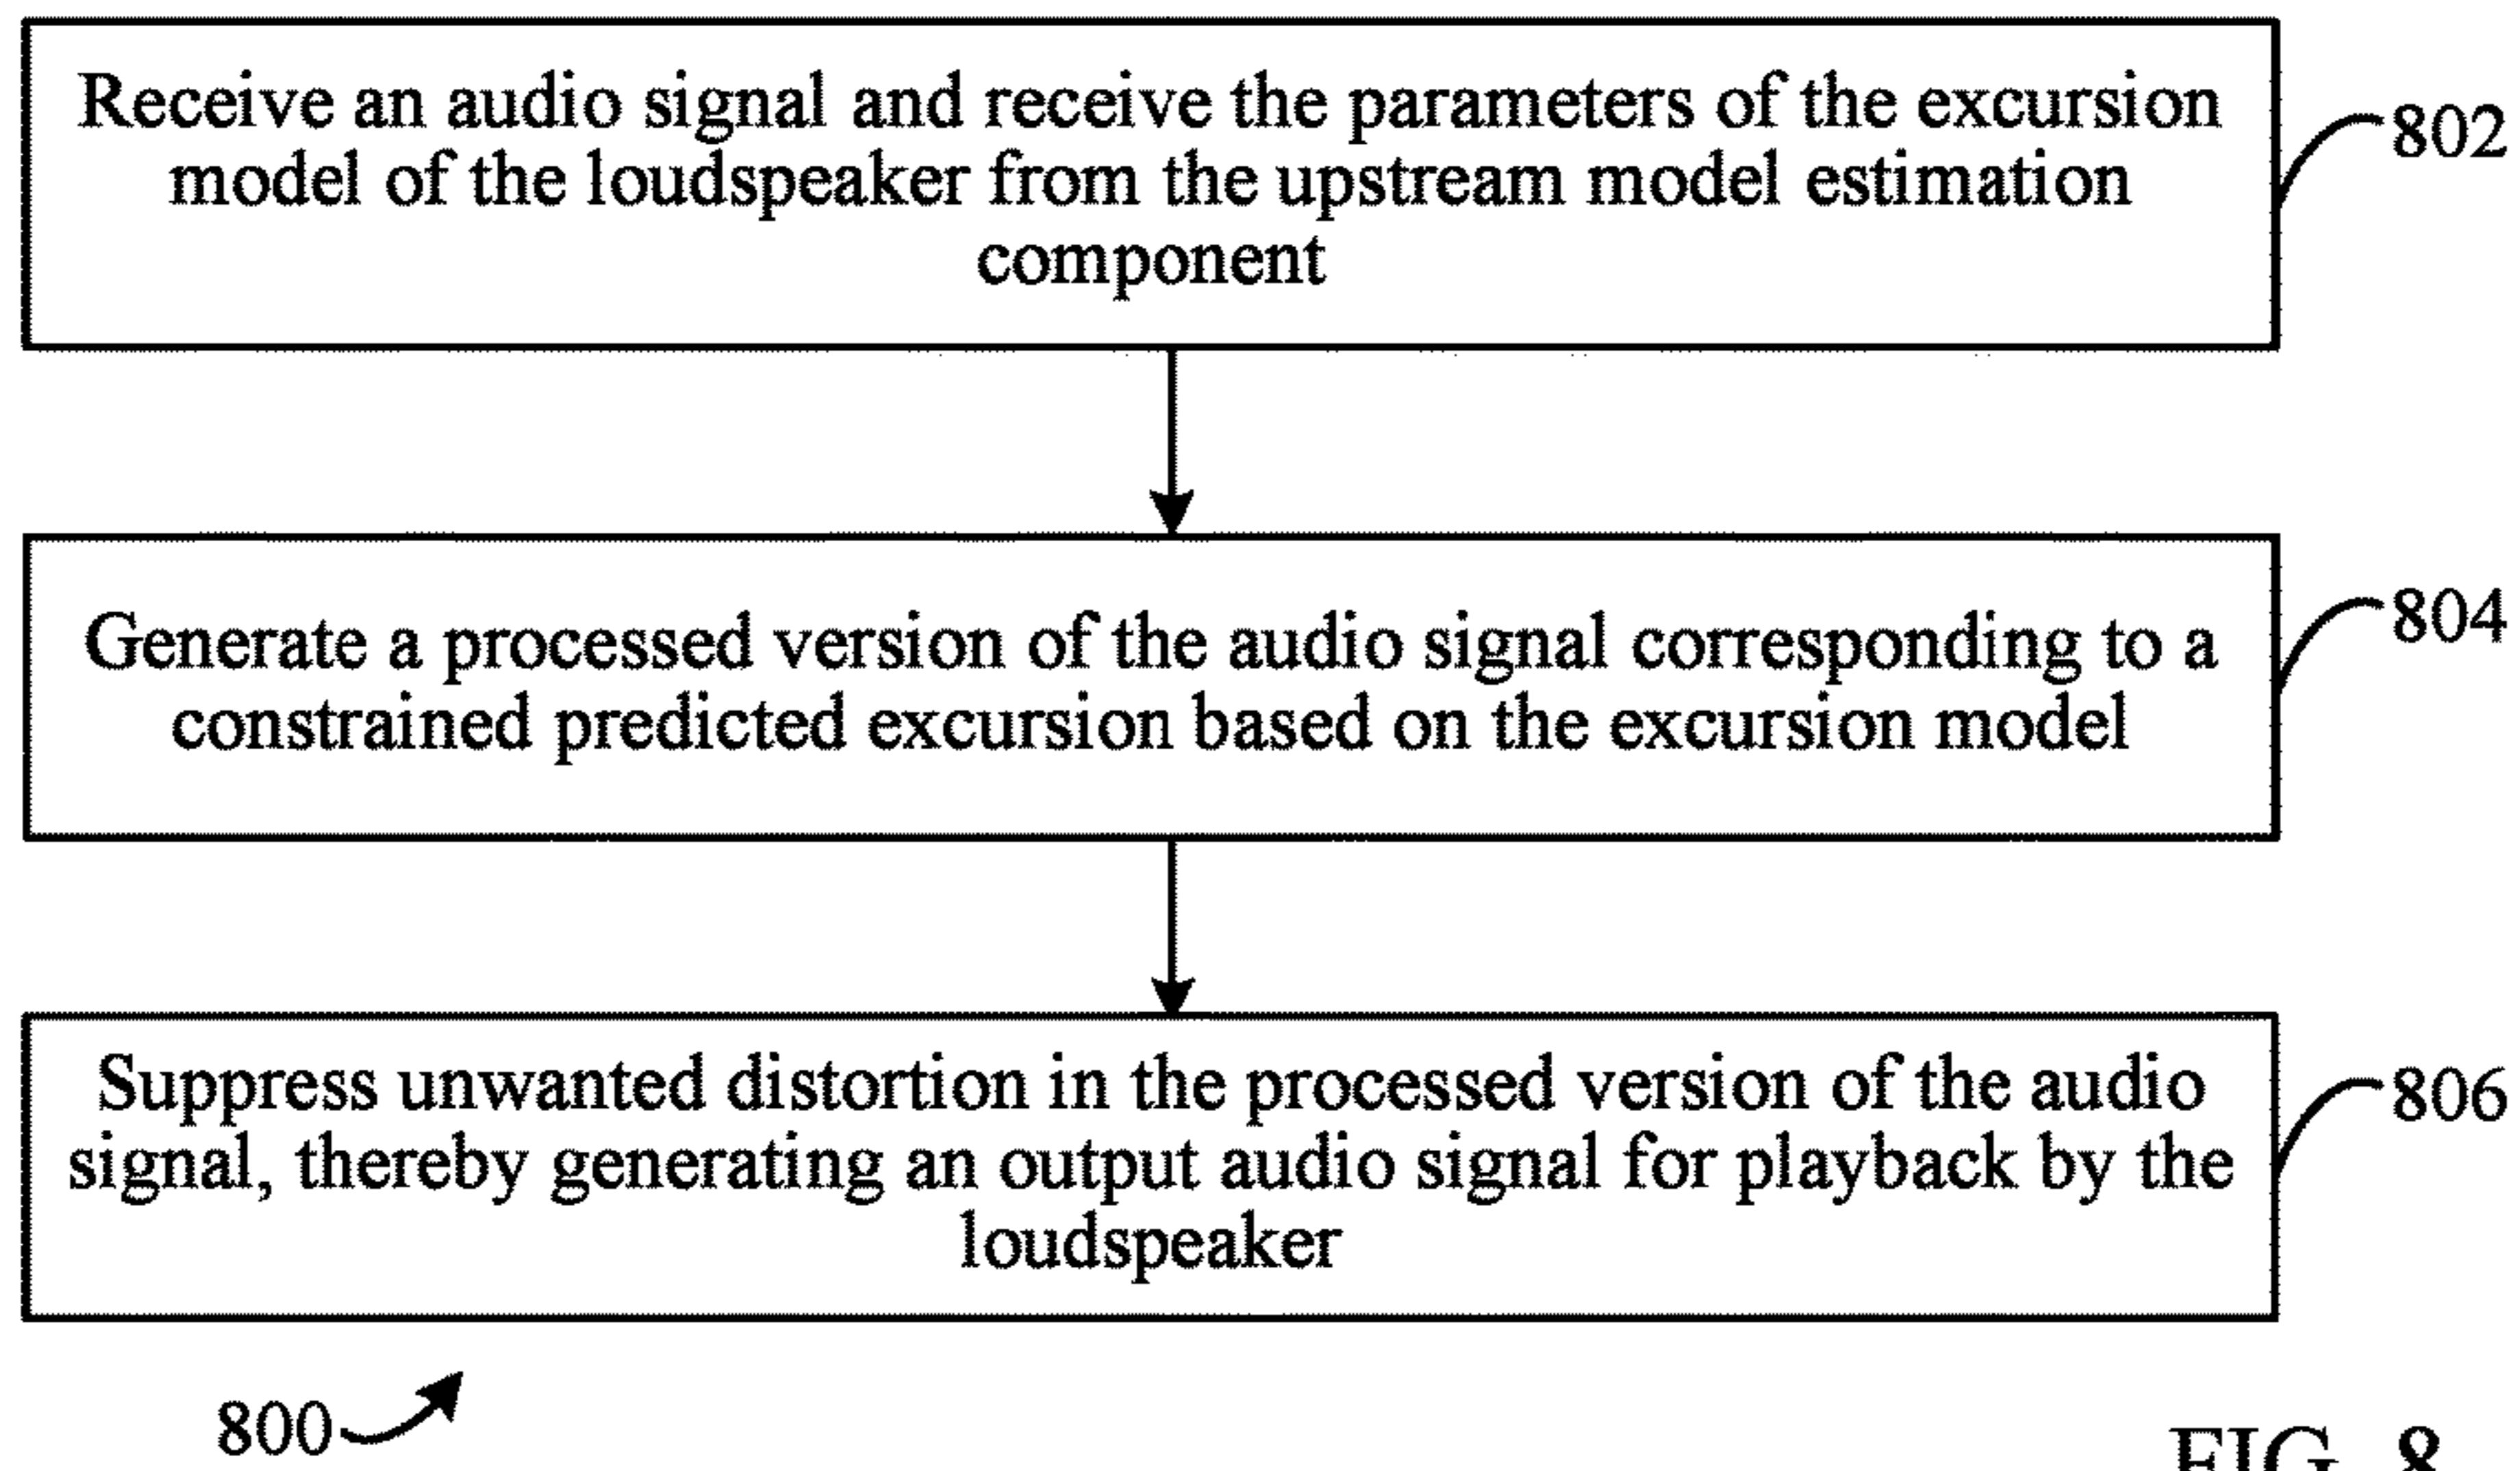 Receive an audio signal and receive the parameters of the excursion
model of the loudspeaker from the upstream model estimation
component
802
Generate a processed version of the audio signal corresponding to a
constrained predicted excursion based on the excursion model
804
Suppress unwanted distortion in the processed version of the audio
signal, thereby generating an output audio signal for playback by the
loudspeaker
806
800
FIG. 8